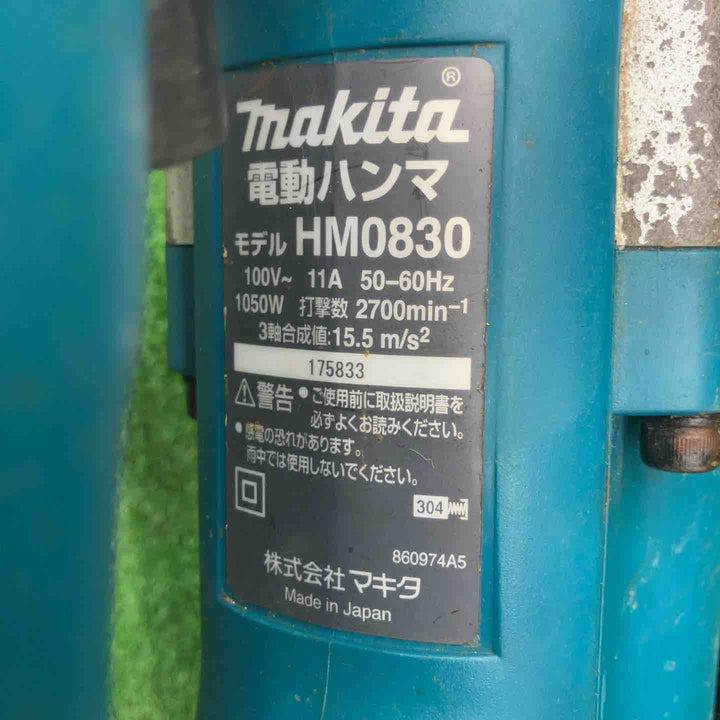 makita®
電動ハンマ
モデル HM0830
100V~ 11A 50-60Hz
1050W 打撃数 2700min-1
3軸合成値:15.5 m/s2
175833
警告 • ご使用前に取扱説明書を
必ずよくお読みください。
• 感電の恐れがあります。
雨中では使用しないでください。
304
860974A5
株式会社 マキタ
Made in Japan